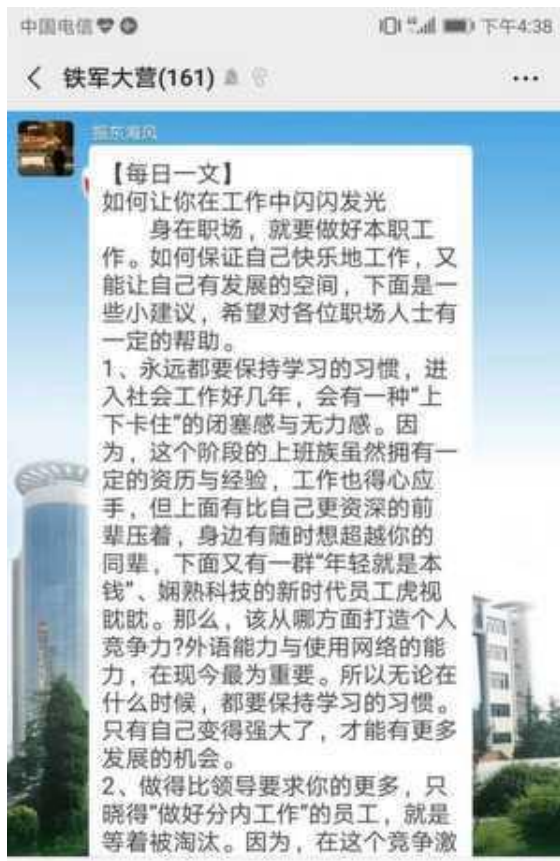 中国电信
下午4:38
铁军大营(161)
振东海风
【每日一文】
如何让你在工作中闪闪发光
身在职场，就要做好本职工
作。如何保证自己快乐地工作，又
能让自己有发展的空间，下面是一
些小建议，希望对各位职场人士有
一定的帮助。
1、永远都要保持学习的习惯，进
入社会工作好几年，会有一种“上
下卡住”的闭塞感与无力感。因
为，这个阶段的上班族虽然拥有一
定的资历与经验，工作也得心应
手，但上面有比自己更资深的前
辈压着，身边有随时想超越你的
同辈，下面又有一群“年轻就是本
钱”、娴熟科技的新时代员工虎视
眈眈。那么，该从哪方面打造个人
竞争力?外语能力与使用网络的能
力，在现今最为重要。所以无论在
什么时候，都要保持学习的习惯。
只有自己变得强大了，才能有更多
发展的机会。
2、做得比领导要求你的更多，只
晓得“做好分内工作”的员工，就是
等着被淘汰。因为，在这个竞争激